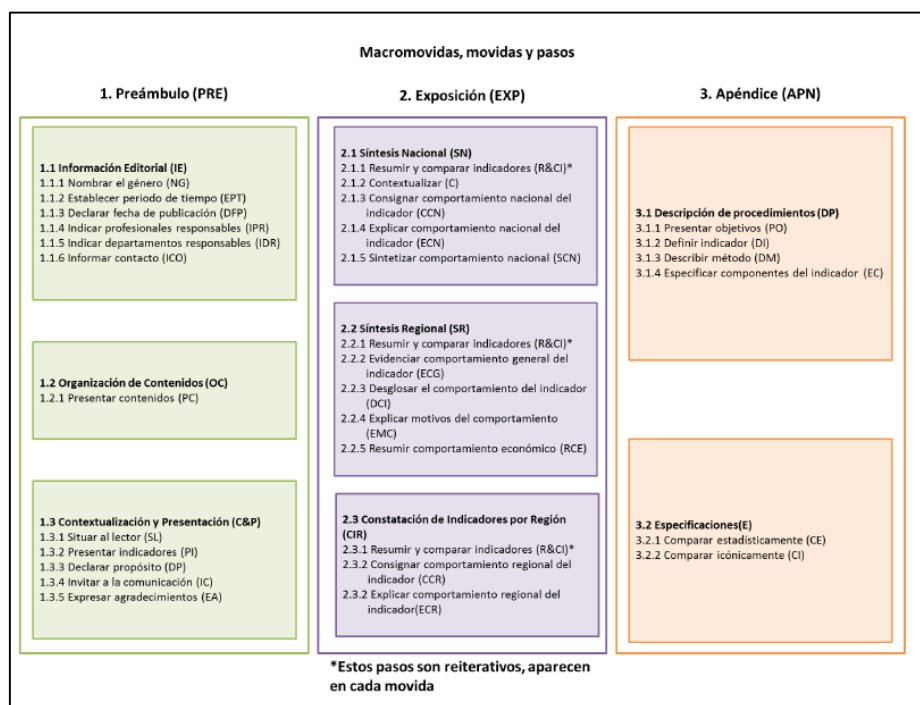 Macromovidas, movidas y pasos
1. Preámbulo (PRE)
1.1 Información Editorial (IE)
1.1.1 Nombrar el género (NG)
1.1.2 Establecer periodo de tiempo (EPT)
1.1.3 Declarar fecha de publicación (DFP)
1.1.4 Indicar profesionales responsables (IPR)
1.1.5 Indicar departamentos responsables (IDR)
1.1.6 Informar contacto (ICO)
1.2 Organización de Contenidos (OC)
1.2.1 Presentar contenidos (PC)
1.3 Contextualización y Presentación (C&P)
1.3.1 Situar al lector (SL)
1.3.2 Presentar indicadores (PI)
1.3.3 Declarar propósito (DP)
1.3.4 Invitar a la comunicación (IC)
1.3.5 Expresar agradecimientos (EA)
2. Exposición (EXP)
2.1 Síntesis Nacional (SN)
2.1.1 Resumir y comparar indicadores (R&CI)*
2.1.2 Contextualizar (C)
2.1.3 Consignar comportamiento nacional del
indicador (CCN)
2.1.4 Explicar comportamiento nacional del
indicador (ECN)
2.1.5 Sintetizar comportamiento nacional (SCN)
2.2 Síntesis Regional (SR)
2.2.1 Resumir y comparar indicadores (R&CI)*
2.2.2 Evidenciar comportamiento general del
indicador (ECG)
2.2.3 Desglosar el comportamiento del indicador
(DCI)
2.2.4 Explicar motivos del comportamiento
(EMC)
2.2.5 Resumir comportamiento económico (RCE)
2.3 Constatación de Indicadores por Región
(CIR)
2.3.1 Resumir y comparar indicadores (R&CI)*
2.3.2 Consignar comportamiento regional del
indicador (CCR)
2.3.2 Explicar comportamiento regional del
indicador(ECR)
*Estos pasos son reiterativos, aparecen
en cada movida
3. Apéndice (APN)
3.1 Descripción de procedimientos (DP)
3.1.1 Presentar objetivos (PO)
3.1.2 Definir indicador (DI)
3.1.3 Describir método (DM)
3.1.4 Especificar componentes del indicador (EC)
3.2 Especificaciones(E)
3.2.1 Comparar estadísticamente (CE)
3.2.2 Comparar icónicamente (CI)